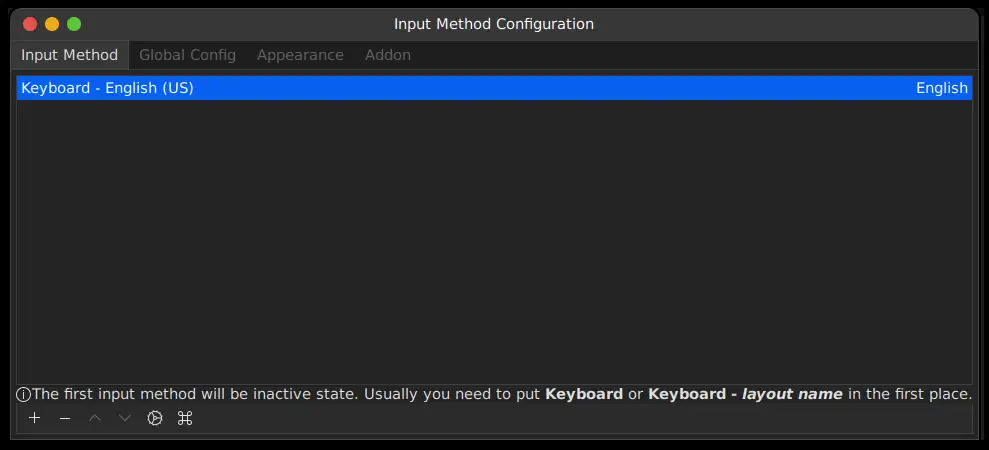 Input Method Configuration
Input Method Global Config Appearance Addon
Keyboard - English (US) English
The first input method will be inactive state. Usually you need to put Keyboard or Keyboard - layout name in the first place.